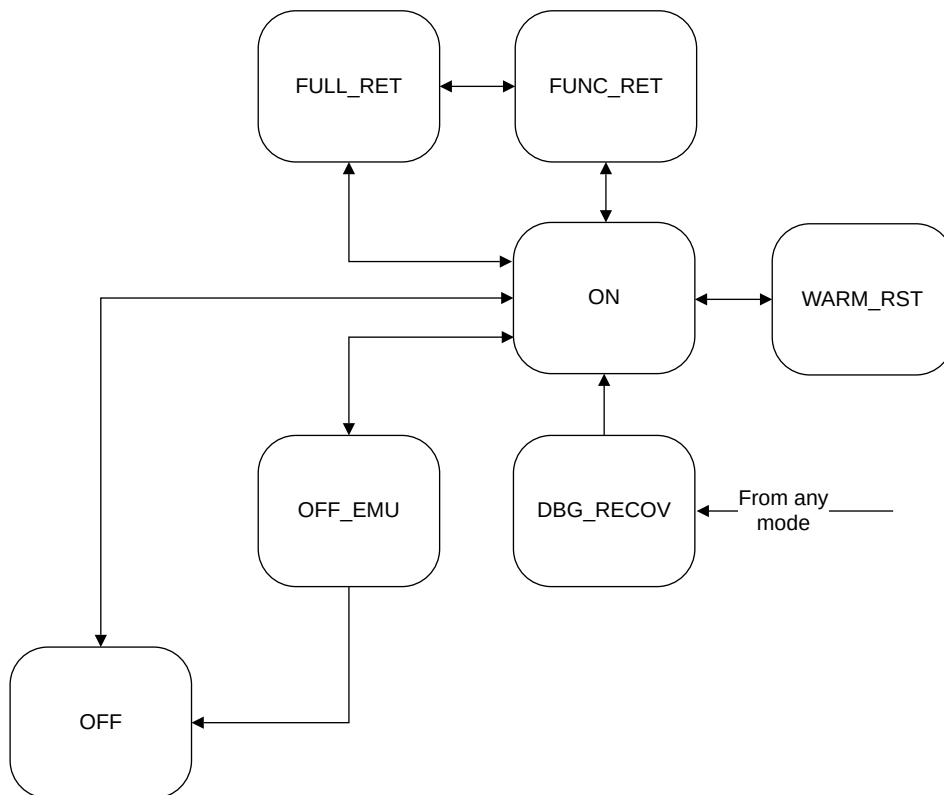 FULL_RET
FUNC_RET
ON
WARM_RST
OFF_EMU
DBG_RECOV
From any
mode
OFF